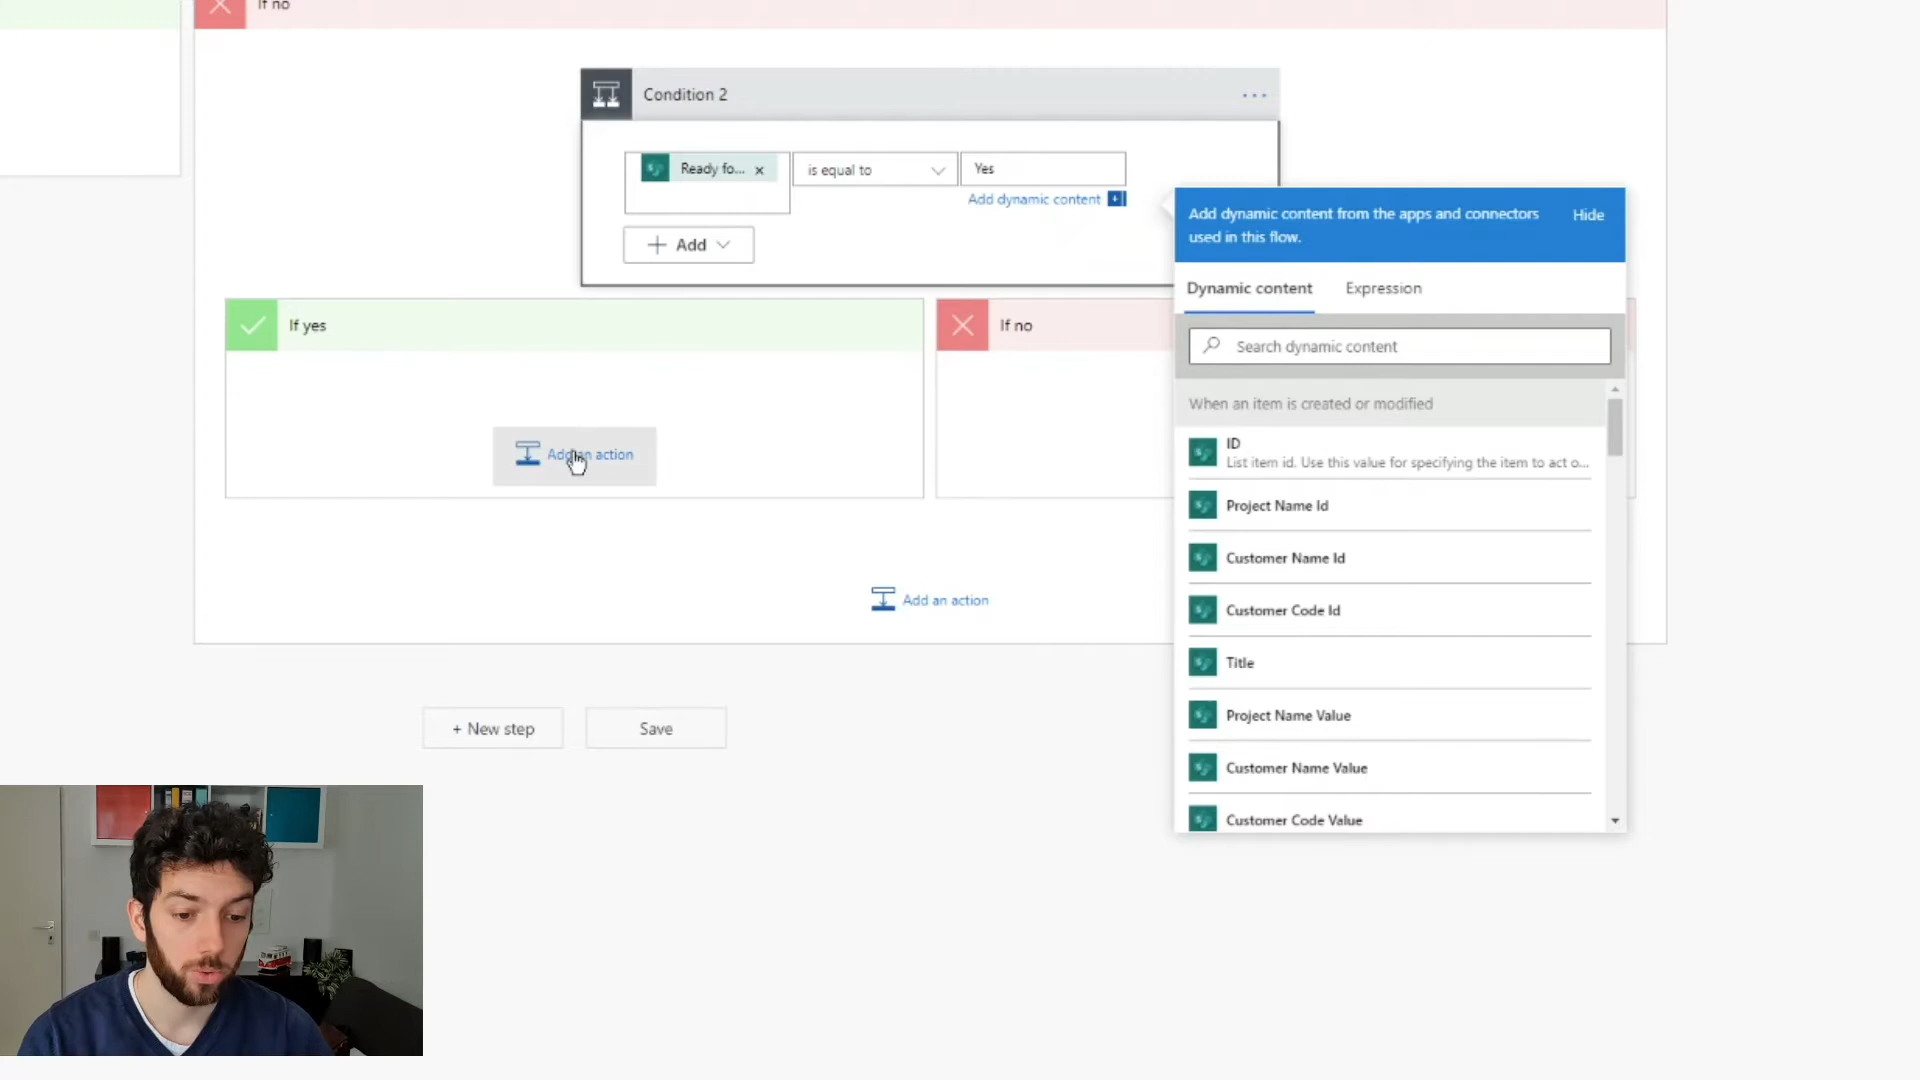 If no
Condition 2
...
Ready fo... x
is equal to
Yes
Add dynamic content
Add
Add dynamic content from the apps and connectors
used in this flow.
Hide
Dynamic content
Expression
Search dynamic content
When an item is created or modified
ID
List item id. Use this value for specifying the item to act o...
Project Name Id
Customer Name Id
Customer Code Id
Title
Project Name Value
Customer Name Value
Customer Code Value
If yes
Add an action
If no
Add an action
+ New step
Save